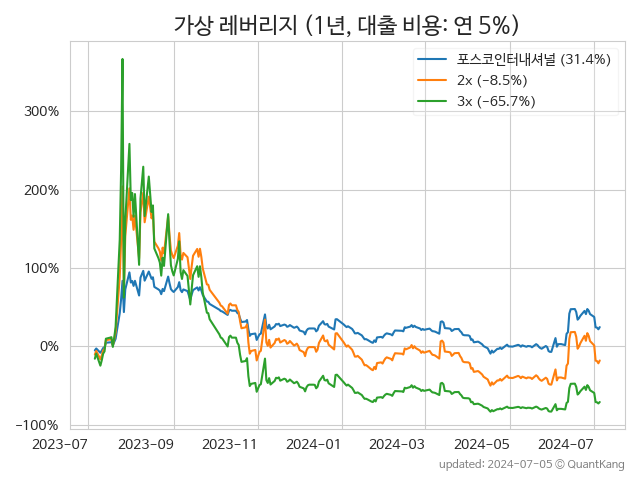 가상 레버리지 (1년, 대출 비용: 연 5%)
포스코인터내셔널 (31.4%)
2x (−8.5%)
3x (−65.7%)
300%
200%
100%
0%
−100%
2023-07 2023-09 2023-11 2024-01 2024-03 2024-05 2024-07
updated: 2024-07-05 © QuantKang